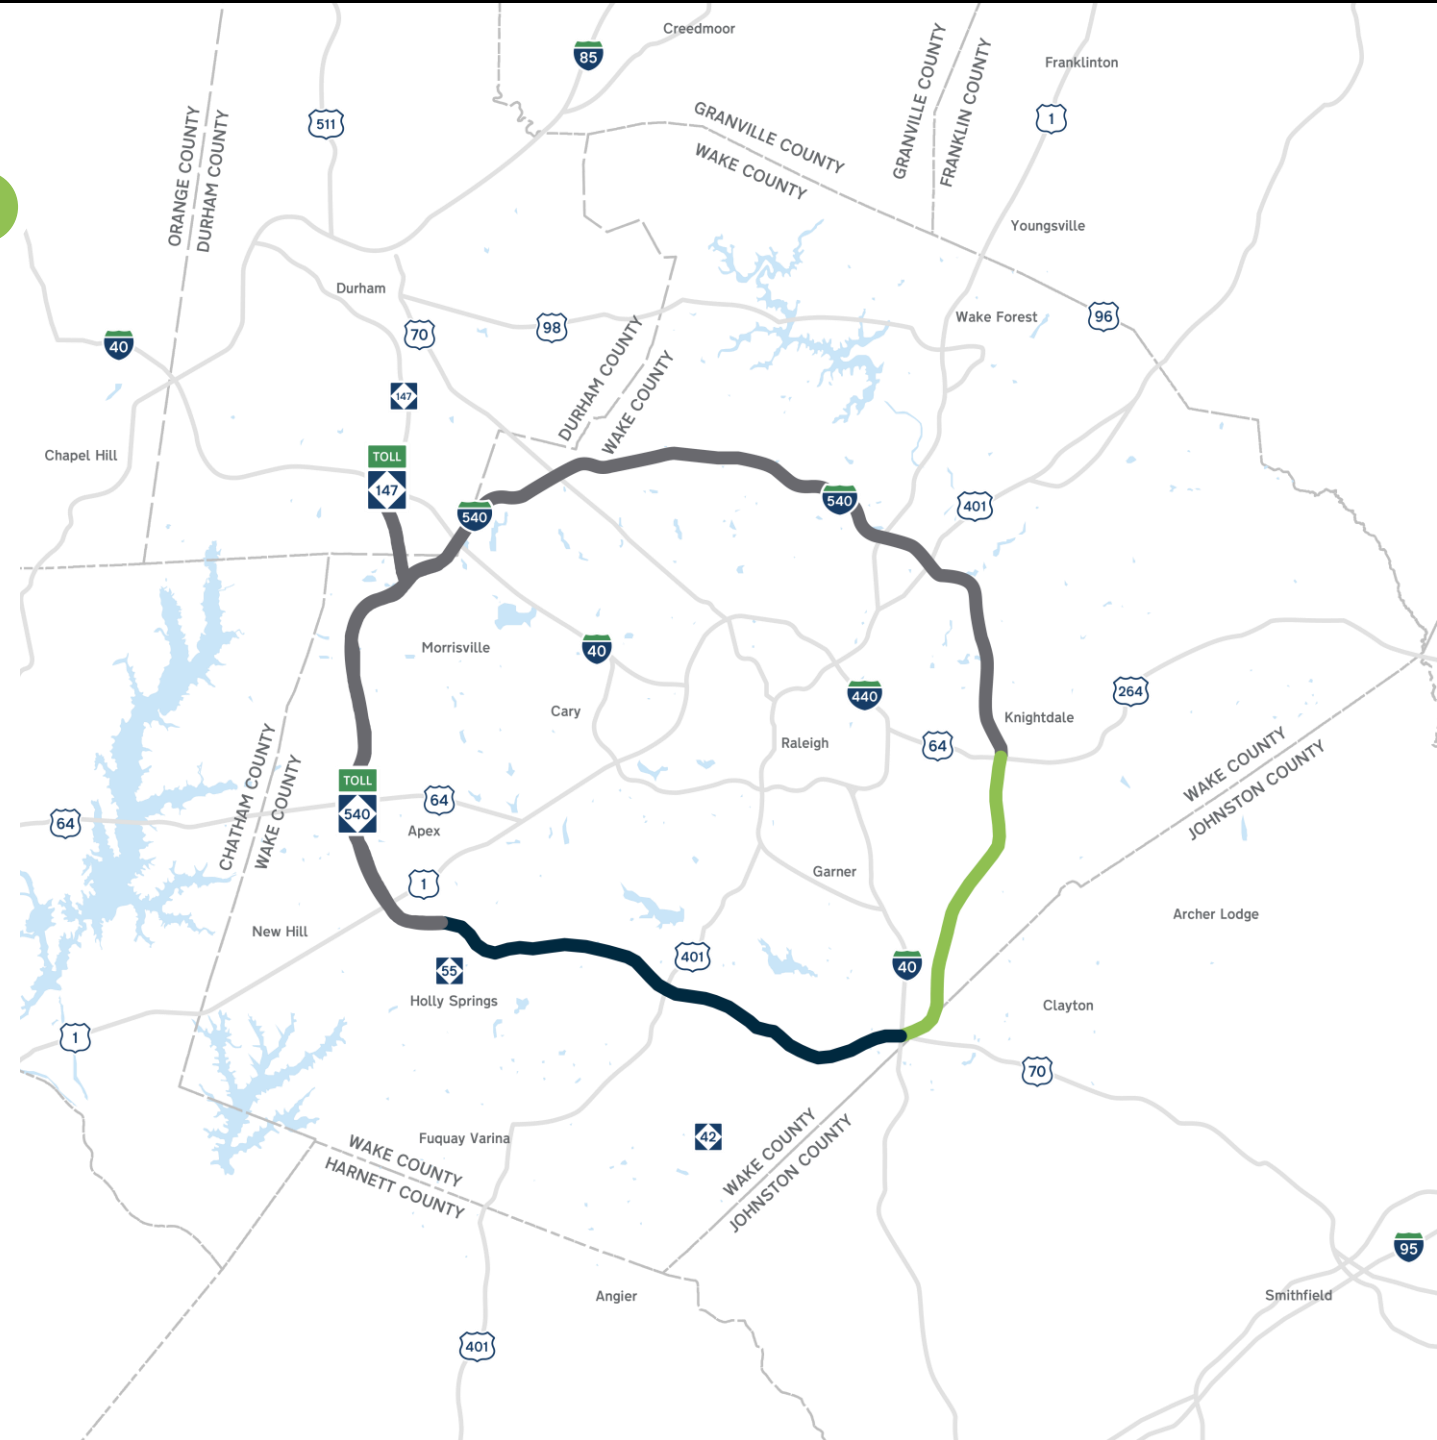 Creedmoor
85
Franklinton
GRANVILLE COUNTY
FRANKLIN COUNTY
1
511
GRANVILLE COUNTY
WAKE COUNTY
ORANGE COUNTY
DURHAM COUNTY
Youngsville
Durham
Wake Forest
96
98
70
40
DURHAM COUNTY
WAKE COUNTY
147
Chapel Hill
TOLL
147
540
540
401
Morrisville
40
440
264
Cary
Knightdale
Raleigh
64
CHATHAM COUNTY
WAKE COUNTY
WAKE COUNTY
JOHNSTON COUNTY
TOLL
540
64
64
Apex
1
Garner
Archer Lodge
New Hill
401
40
55
Holly Springs
Clayton
1
70
42
Fuquay Varina
WAKE COUNTY
HARNETT COUNTY
WAKE COUNTY
JOHNSTON COUNTY
95
Angier
Smithfield
401